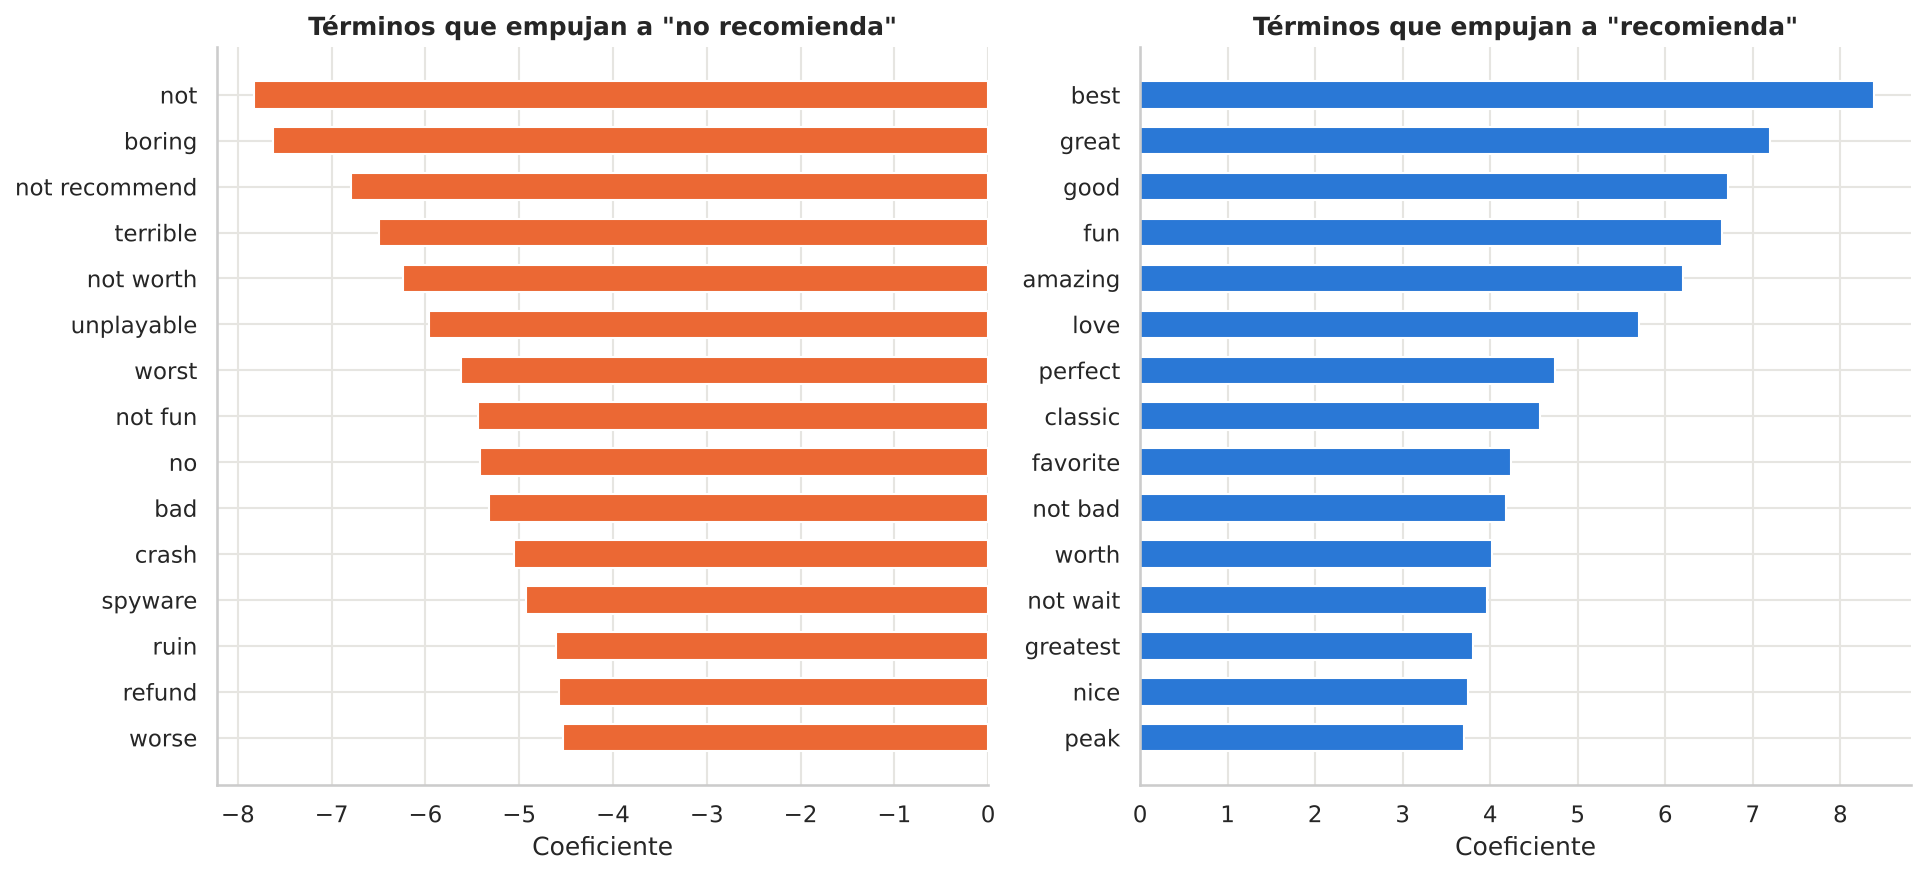 Términos que empujan a "no recomienda"
not
boring
not recommend
terrible
not worth
unplayable
worst
not fun
no
bad
crash
spyware
ruin
refund
worse
−8 −7 −6 −5 −4 −3 −2 −1 0
Coeficiente
Términos que empujan a "recomienda"
best
great
good
fun
amazing
love
perfect
classic
favorite
not bad
worth
not wait
greatest
nice
peak
0 1 2 3 4 5 6 7 8
Coeficiente